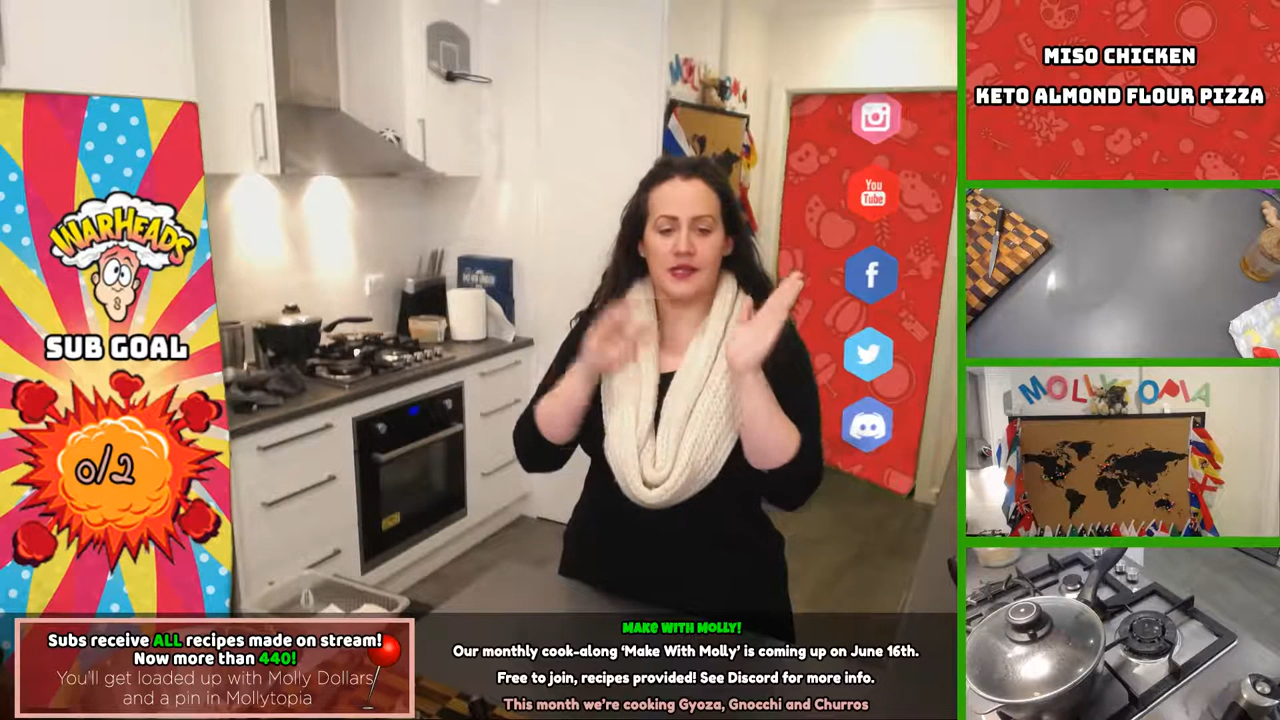 WARHEADS
SUB GOAL
0/2
MOLLYTOPIA
You
Tube
MISO CHICKEN
KETO ALMOND FLOUR PIZZA
MOLLYTOPIA
Subs receive ALL recipes made on stream!
Now more than 440!
You'll get loaded up with Molly Dollars
and a pin in Mollytopia
MAKE WITH MOLLY!
Our monthly cook-along 'Make With Molly' is coming up on June 16th.
Free to join, recipes provided! See Discord for more info.
This month we're cooking Gyoza, Gnocchi and Churros